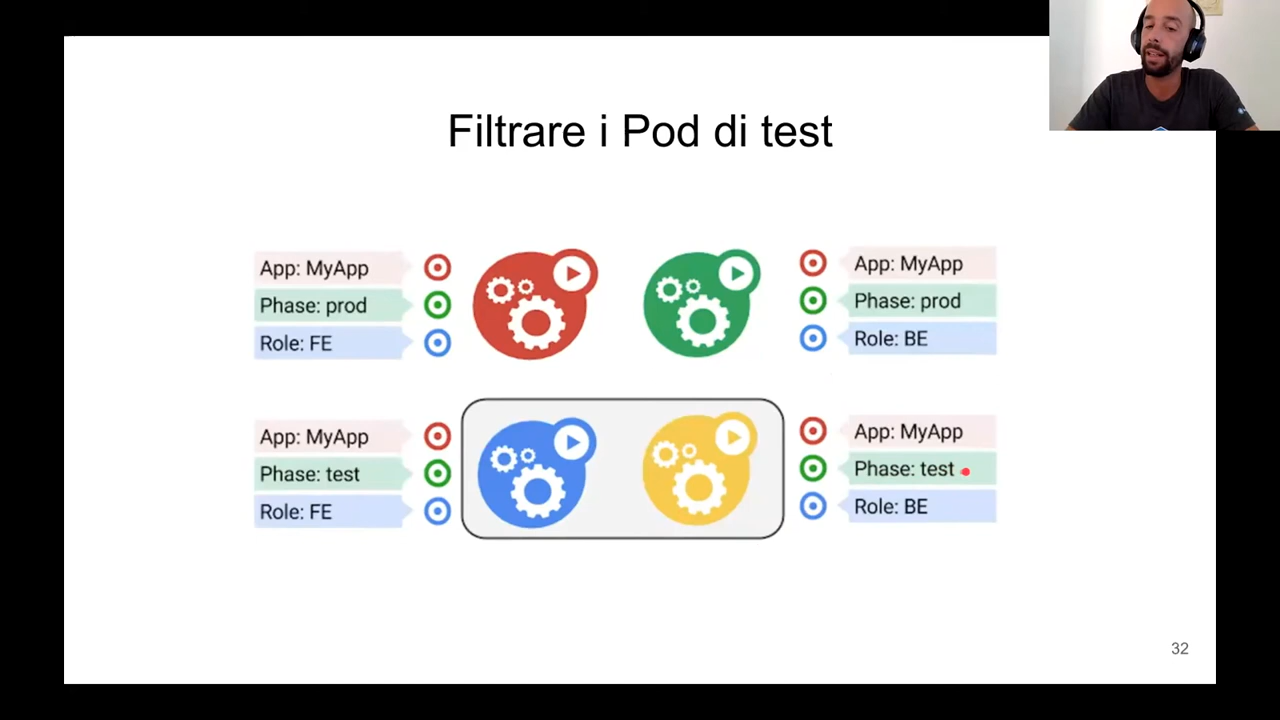 Filtrare i Pod di test
App: MyApp
Phase: prod
Role: FE
App: MyApp
Phase: prod
Role: BE
App: MyApp
Phase: test
Role: FE
App: MyApp
Phase: test
Role: BE
32